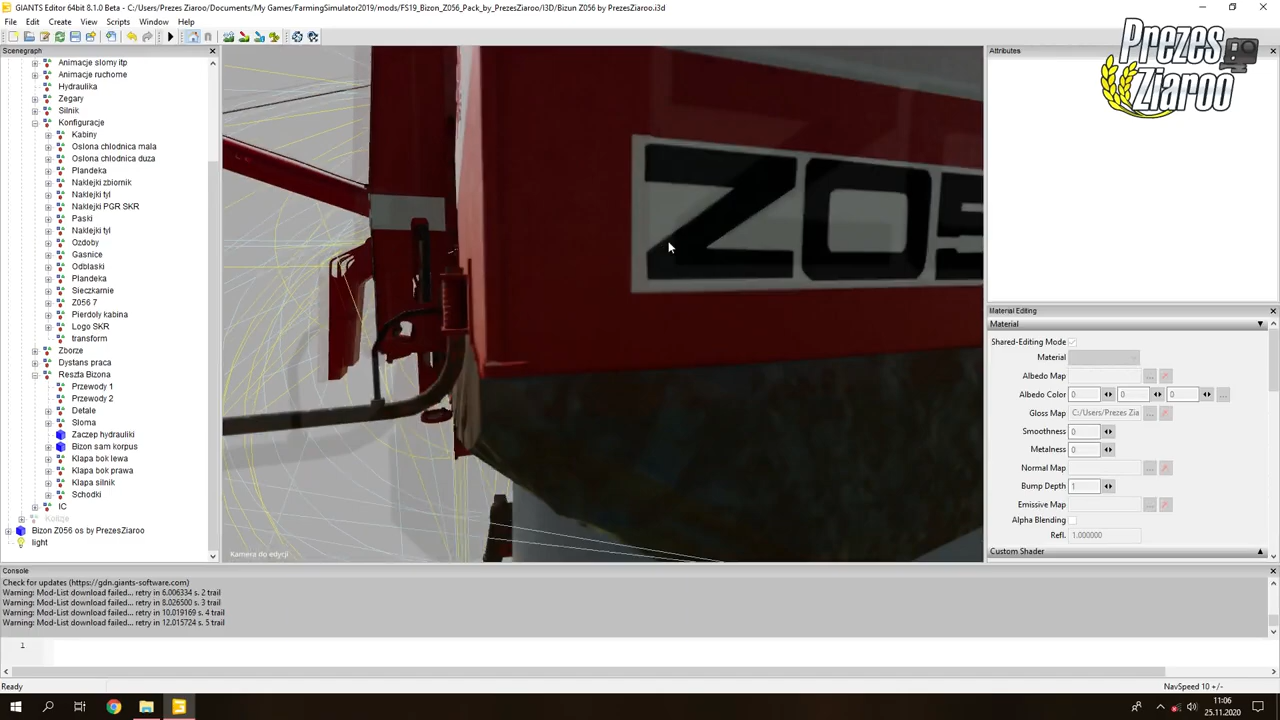 GIANTS Editor 64bit 8.1.0 Beta - C:/Users/Prezes Ziaroo/Documents/My Games/FarmingSimulator2019/mods/FS19_Bizon_Z056_Pack_by_PrezesZiaroo/I3D/Bizun Z056 by PrezesZiaroo.i3d
File Edit Create View Scripts Window Help
Scenegraph
Animacje slomy itp
Animacje ruchome
Hydraulika
Zegary
Silnik
Konfiguracje
Kabiny
Oslona chlodnica mala
Oslona chlodnica duza
Plandeka
Naklejki zbiornik
Naklejki tyl
Naklejki PGR SKR
Paski
Naklejki tyl
Ozdoby
Gasnice
Odblaski
Plandeka
Sieczkarnie
Z056 7
Pierdoly kabina
Logo SKR
transform
Zborze
Dystans praca
Reszta Bizona
Przewody 1
Przewody 2
Detale
Sloma
Zaczep hydrauliki
Bizon sam korpus
Klapa bok lewa
Klapa bok prawa
Klapa silnik
Schodki
IC
Kolizje
Bizon Z056 os by PrezesZiaroo
light
Z05
Kamera do edycji
Attributes
Prezes
Ziaroo
Material Editing
Material
Shared-Editing Mode
Material
Albedo Map ...
Albedo Color 0 0 0 ...
Gloss Map C:/Users/Prezes Zia ...
Smoothness 0
Metalness 0
Normal Map ...
Bump Depth 1
Emissive Map ...
Alpha Blending
Refl. 1.000000
Custom Shader
Console
Check for updates (https://gdn.giants-software.com)
Warning: Mod-List download failed... retry in 6.006334 s. 2 trail
Warning: Mod-List download failed... retry in 8.026500 s. 3 trail
Warning: Mod-List download failed... retry in 10.019169 s. 4 trail
Warning: Mod-List download failed... retry in 12.015724 s. 5 trail
1
Ready
NavSpeed 10 +/-
11:06
25.11.2020